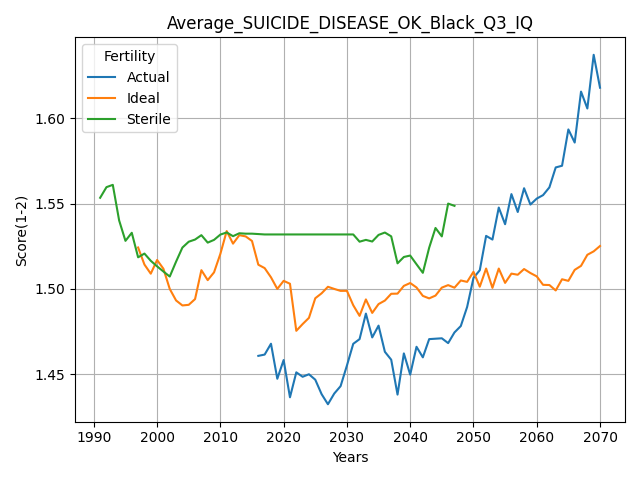 Average_SUICIDE_DISEASE_OK_Black_Q3_IQ
Fertility
Actual
Ideal
Sterile
Score(1-2)
1.60
1.55
1.50
1.45
1990 2000 2010 2020 2030 2040 2050 2060 2070
Years